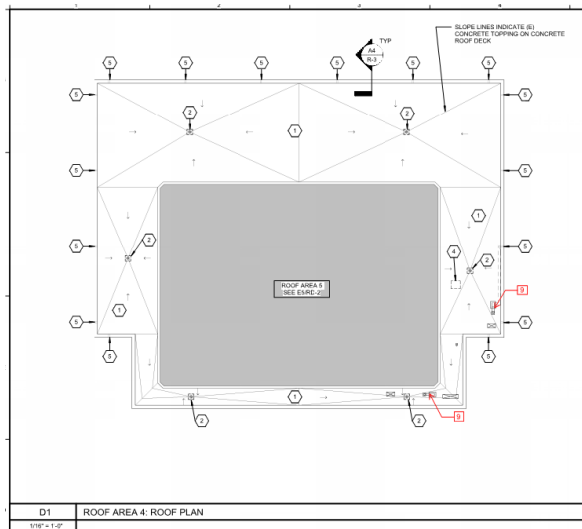 2 4
SLOPE LINES INDICATE (E)
CONCRETE TOPPING ON CONCRETE
ROOF DECK
TYP
A4
R-3
5 5 5 5 5 5
5 5
2 2
1
5 5
1
4
2 2
5 5
ROOF AREA 5
SEE E5/RD-2
9
1
5 5
5 5
1
2 2
9
D1 ROOF AREA 4: ROOF PLAN
1/16" = 1'-0"